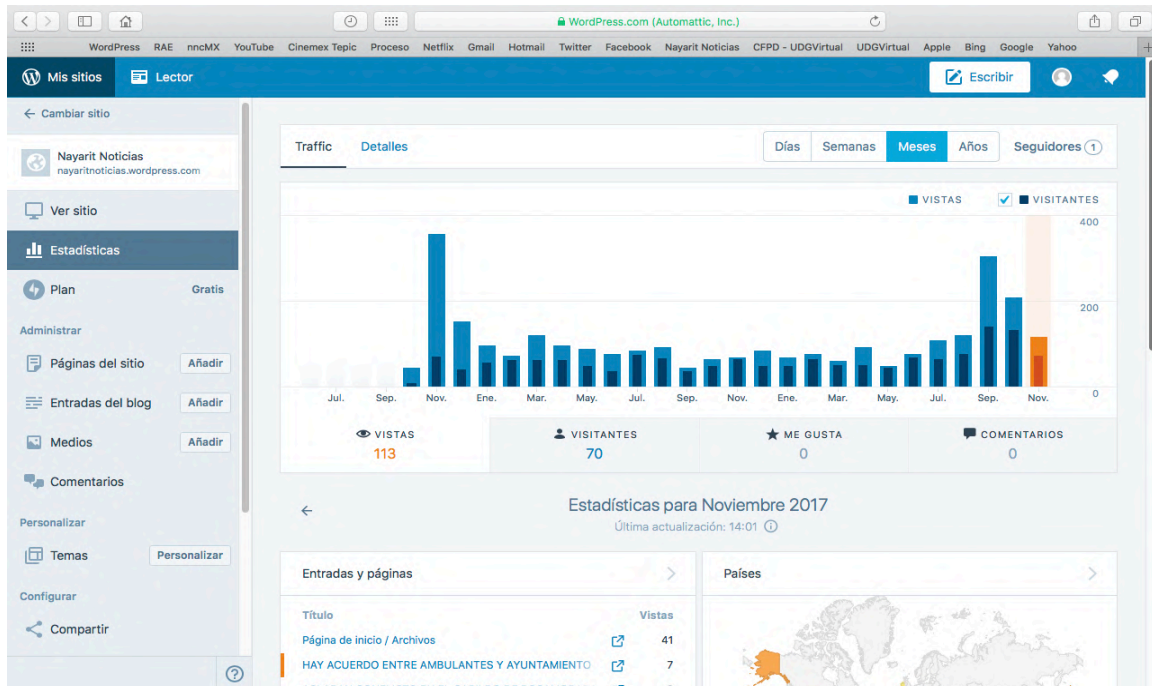 WordPress.com (Automattic, Inc.)
WordPress RAE nncMX YouTube Cinemex Tepic Proceso Netflix Gmail Hotmail Twitter Facebook Nayarit Noticias CFPD - UDGVirtual UDGVirtual Apple Bing Google Yahoo
Mis sitios Lector Escribir
Cambiar sitio
Nayarit Noticias
nayaritnoticias.wordpress.com
Ver sitio
Estadísticas
Plan Gratis
Administrar
Páginas del sitio Añadir
Entradas del blog Añadir
Medios Añadir
Comentarios
Personalizar
Temas Personalizar
Configurar
Compartir
Traffic Detalles Días Semanas Meses Años Seguidores 1
VISTAS VISITANTES
400
200
0
Jul. Sep. Nov. Ene. Mar. May. Jul. Sep. Nov. Ene. Mar. May. Jul. Sep. Nov.
VISTAS VISITANTES ME GUSTA COMENTARIOS
113 70 0 0
Estadísticas para Noviembre 2017
Última actualización: 14:01
Entradas y páginas Países
Título Vistas
Página de inicio / Archivos 41
HAY ACUERDO ENTRE AMBULANTES Y AYUNTAMIENTO 7